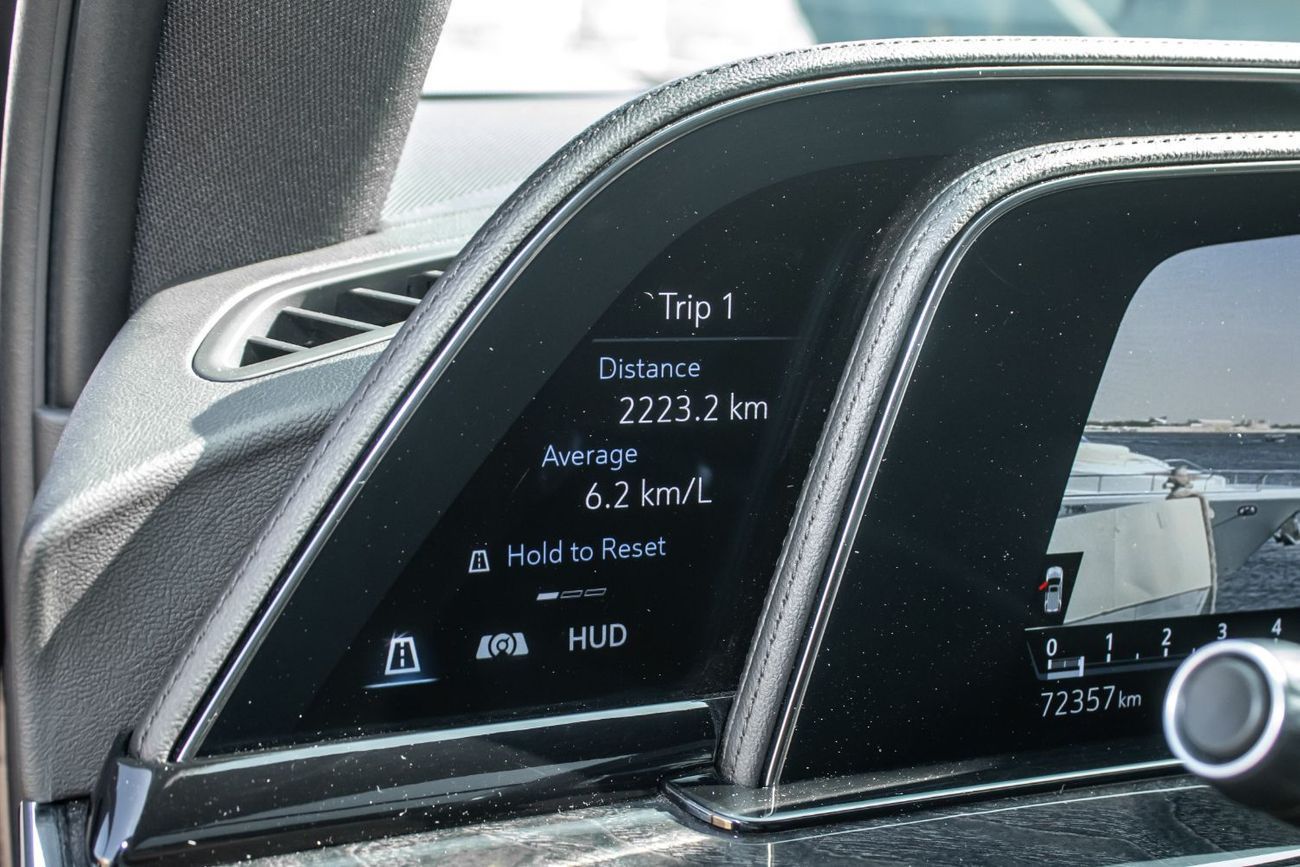 Trip 1
Distance
2223.2 km
Average
6.2 km/L
Hold to Reset
HUD
0 1 2 3 4
72357 km